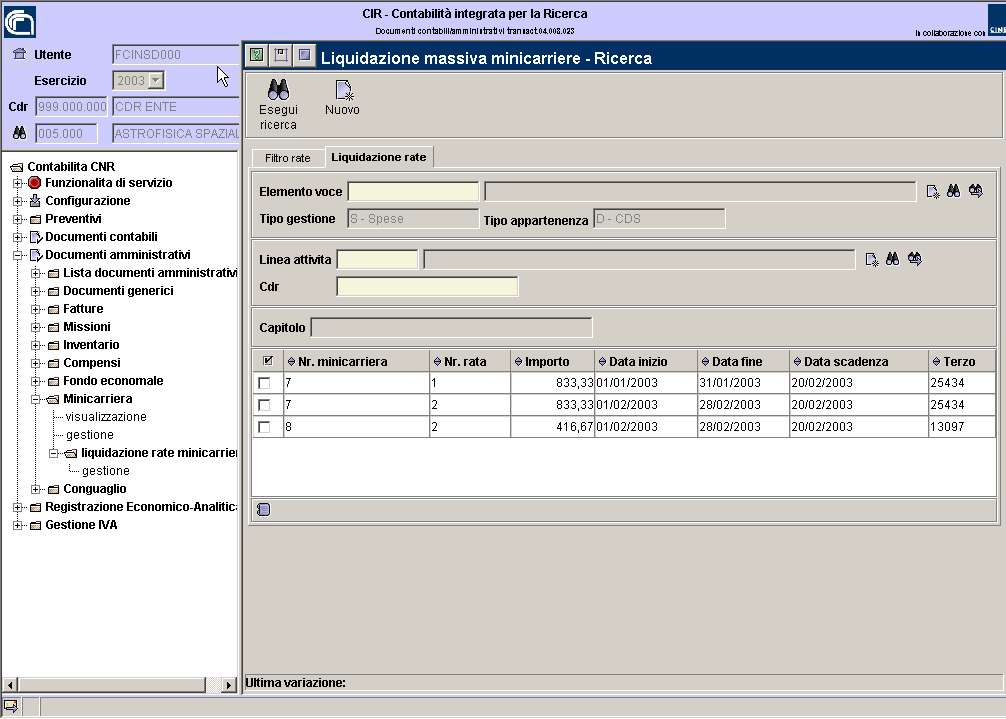 CIR - Contabilità integrata per la Ricerca
Documenti contabili/amministrativi transact.04.008.023
in collaborazione con CINE
Utente FCINSD000
Esercizio 2003
Cdr 999.000.000 CDR ENTE
005.000 ASTROFISICA SPAZIAL
Contabilita CNR
Funzionalita di servizio
Configurazione
Preventivi
Documenti contabili
Documenti amministrativi
Lista documenti amministrativi
Documenti generici
Fatture
Missioni
Inventario
Compensi
Fondo economale
Minicarriera
visualizzazione
gestione
liquidazione rate minicarrier
gestione
Conguaglio
Registrazione Economico-Analitica
Gestione IVA
Liquidazione massiva minicarriere - Ricerca
Esegui ricerca
Nuovo
Filtro rate
Liquidazione rate
Elemento voce
Tipo gestione S - Spese Tipo appartenenza D - CDS
Linea attivita
Cdr
Capitolo
Nr. minicarriera Nr. rata Importo Data inizio Data fine Data scadenza Terzo
7 1 833,33 01/01/2003 31/01/2003 20/02/2003 25434
7 2 833,33 01/02/2003 28/02/2003 20/02/2003 25434
8 2 416,67 01/02/2003 28/02/2003 20/02/2003 13097
Ultima variazione: